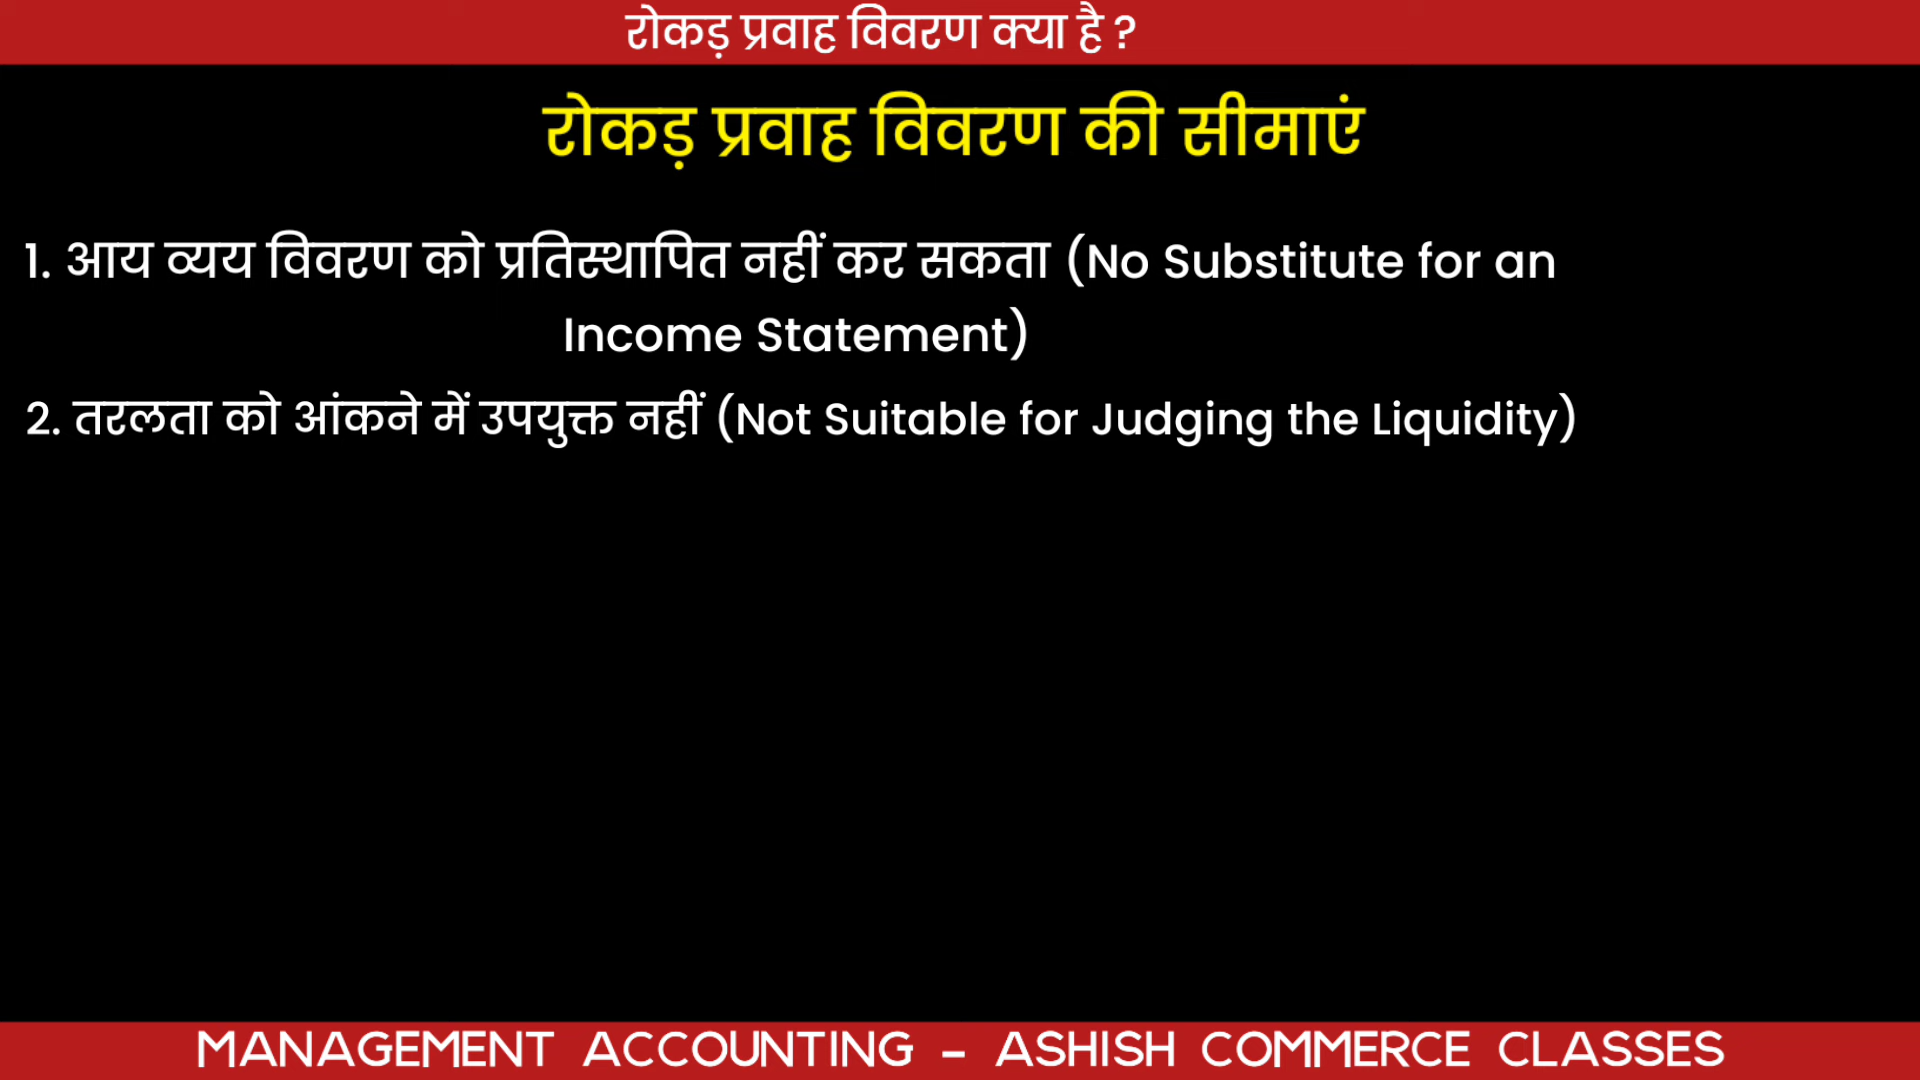 रोकड़ प्रवाह विवरण क्या है ?
रोकड़ प्रवाह विवरण की सीमाएं
1. आय व्यय विवरण को प्रतिस्थापित नहीं कर सकता (No Substitute for an
Income Statement)
2. तरलता को आंकने में उपयुक्त नहीं (Not Suitable for Judging the Liquidity)
MANAGEMENT ACCOUNTING - ASHISH COMMERCE CLASSES